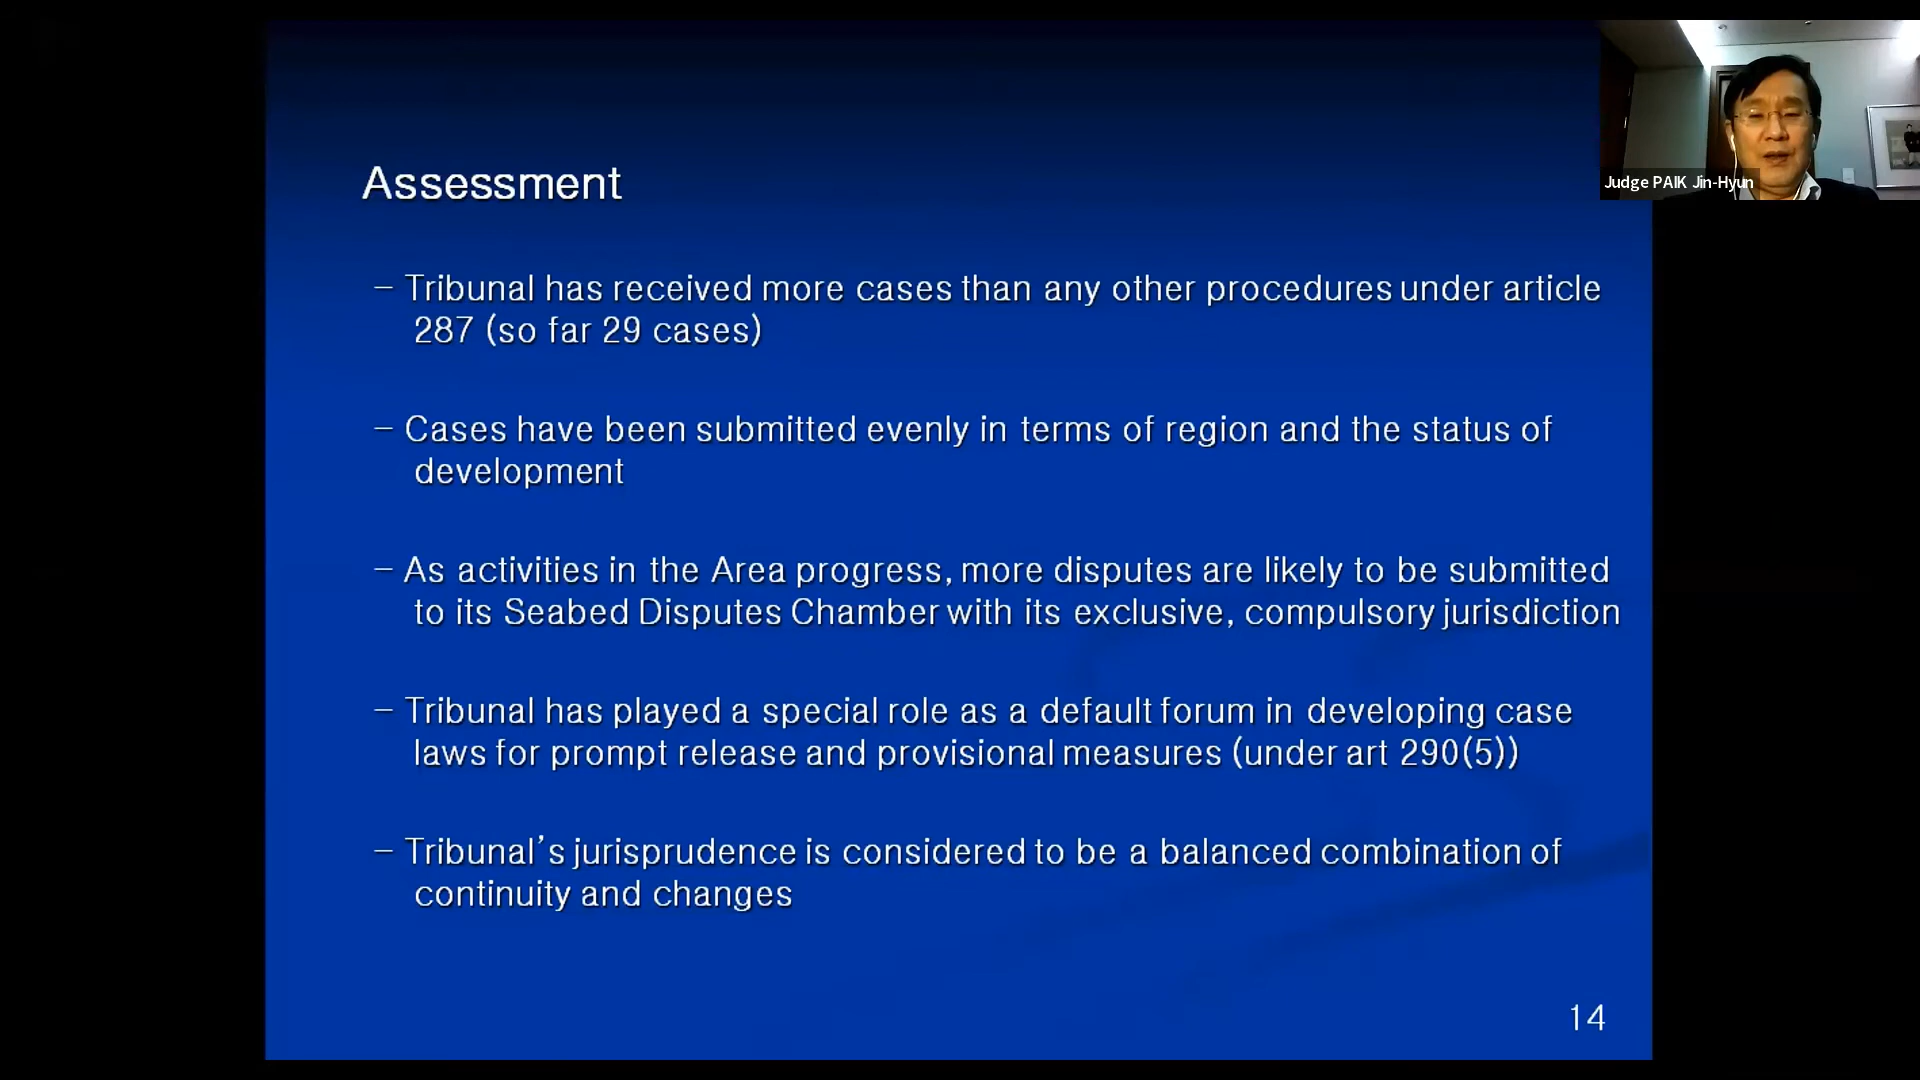 Assessment
Judge PAIK Jin-Hyun
– Tribunal has received more cases than any other procedures under article
287 (so far 29 cases)
– Cases have been submitted evenly in terms of region and the status of
development
– As activities in the Area progress, more disputes are likely to be submitted
to its Seabed Disputes Chamber with its exclusive, compulsory jurisdiction
– Tribunal has played a special role as a default forum in developing case
laws for prompt release and provisional measures (under art 290(5))
– Tribunal’s jurisprudence is considered to be a balanced combination of
continuity and changes
14